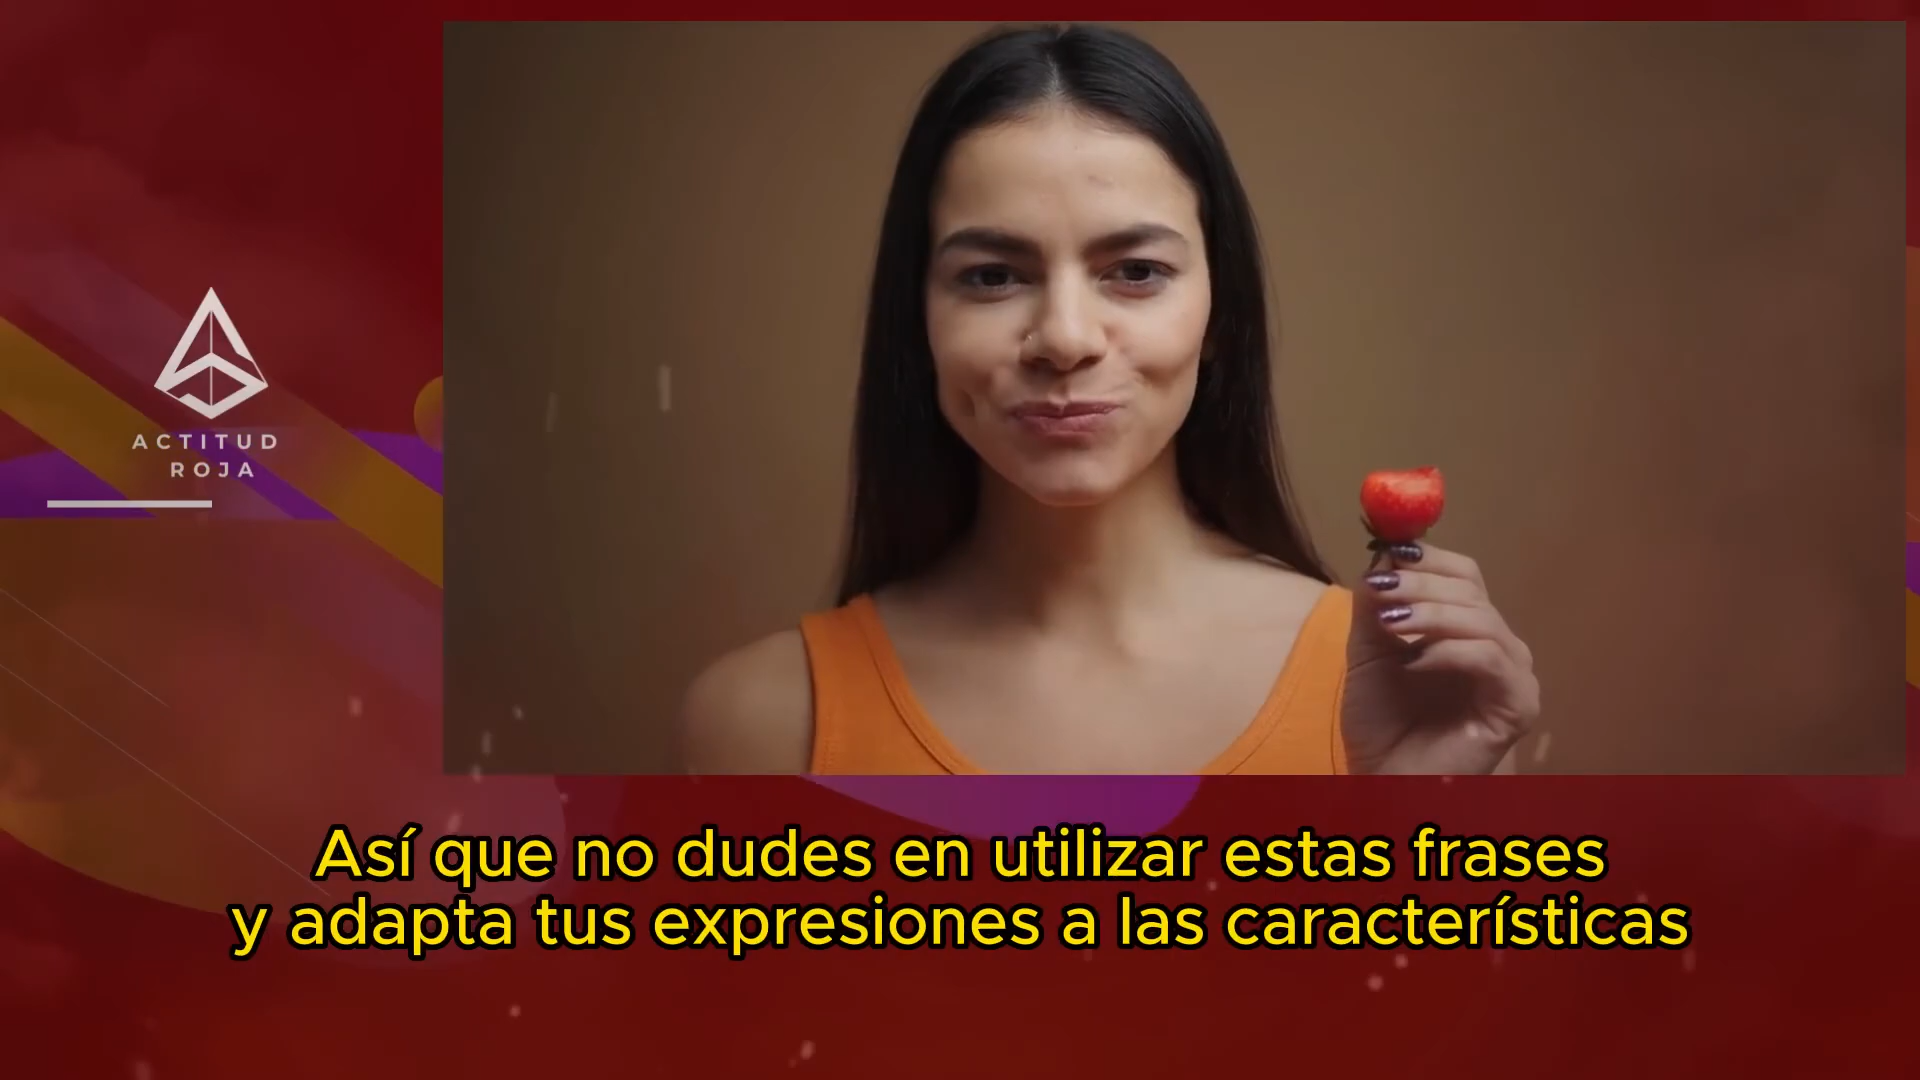 ACTITUD
ROJA
Así que no dudes en utilizar estas frases
y adapta tus expresiones a las características